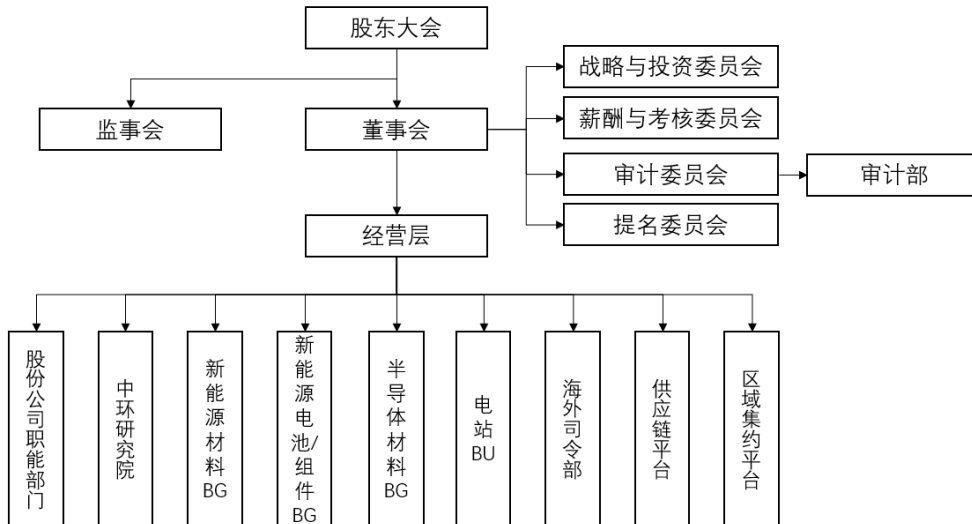 股东大会
战略与投资委员会
薪酬与考核委员会
监事会
董事会
审计委员会
审计部
提名委员会
经营层
股份公司职能部门
中环研究院
新能源材料BG
新能源电池/组件BG
半导体材料BG
电站BU
海外司令部
供应链平台
区域集约平台